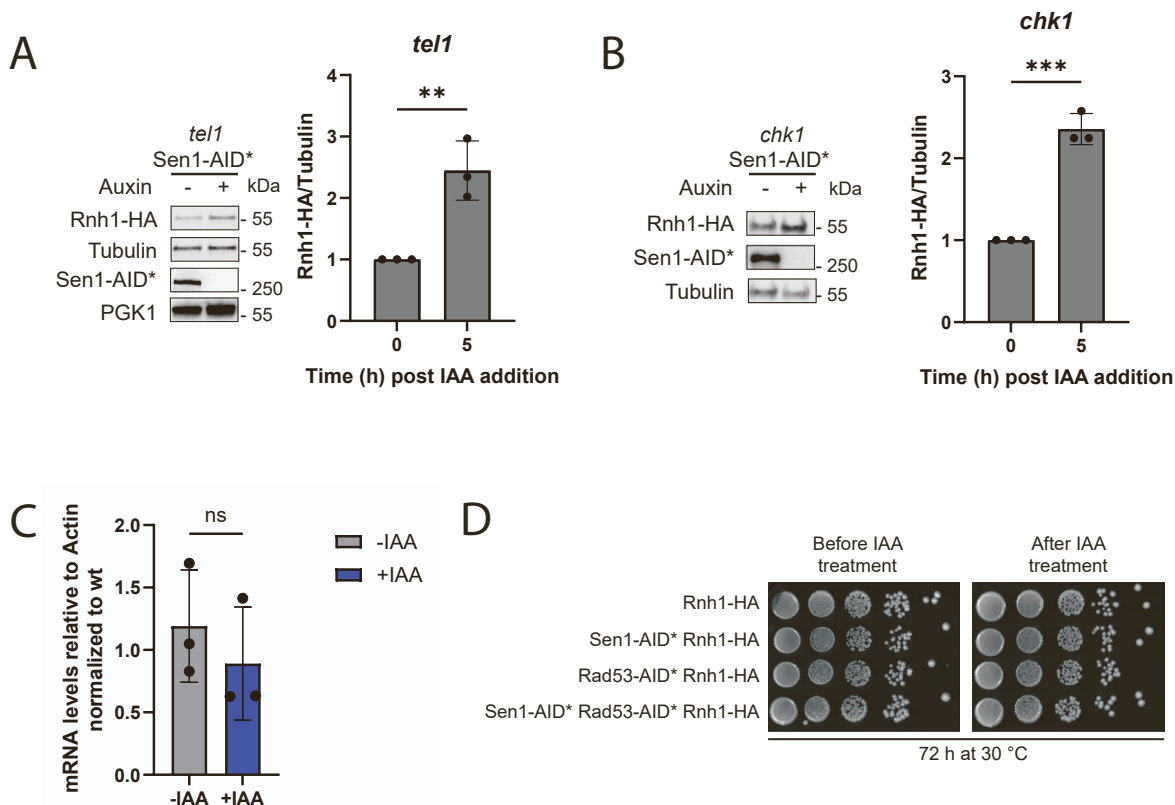 A
tel1
Sen1-AID*
Auxin - + kDa
Rnh1-HA - 55
Tubulin - 55
Sen1-AID* - 250
PGK1 - 55
tel1
**
Rnh1-HA/Tubulin
4
3
2
1
0
0 5
Time (h) post IAA addition
B
chk1
Sen1-AID*
Auxin - + kDa
Rnh1-HA - 55
Sen1-AID* - 250
Tubulin - 55
chk1
***
Rnh1-HA/Tubulin
3
2
1
0
0 5
Time (h) post IAA addition
C
mRNA levels relative to Actin
normalized to wt
2.0
1.5
1.0
0.5
0.0
ns
-IAA +IAA
-IAA
+IAA
D
Before IAA
treatment
After IAA
treatment
Rnh1-HA
Sen1-AID* Rnh1-HA
Rad53-AID* Rnh1-HA
Sen1-AID* Rad53-AID* Rnh1-HA
72 h at 30 °C